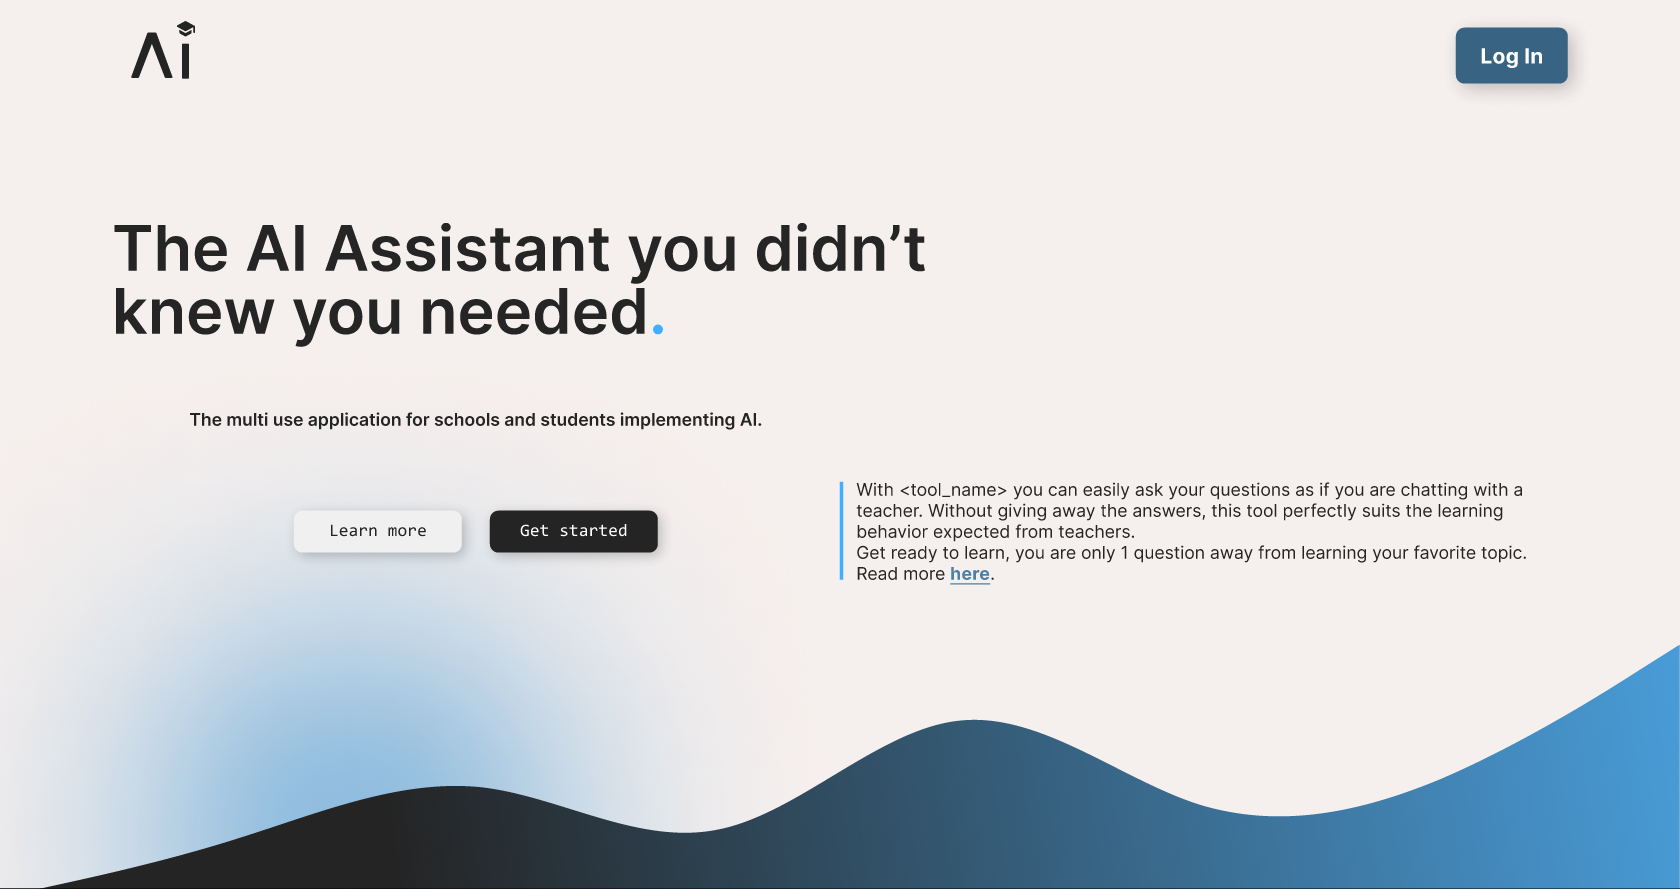 Ai
Log In
The AI Assistant you didn’t
knew you needed.
The multi use application for schools and students implementing AI.
Learn more
Get started
With <tool_name> you can easily ask your questions as if you are chatting with a
teacher. Without giving away the answers, this tool perfectly suits the learning
behavior expected from teachers.
Get ready to learn, you are only 1 question away from learning your favorite topic.
Read more here.